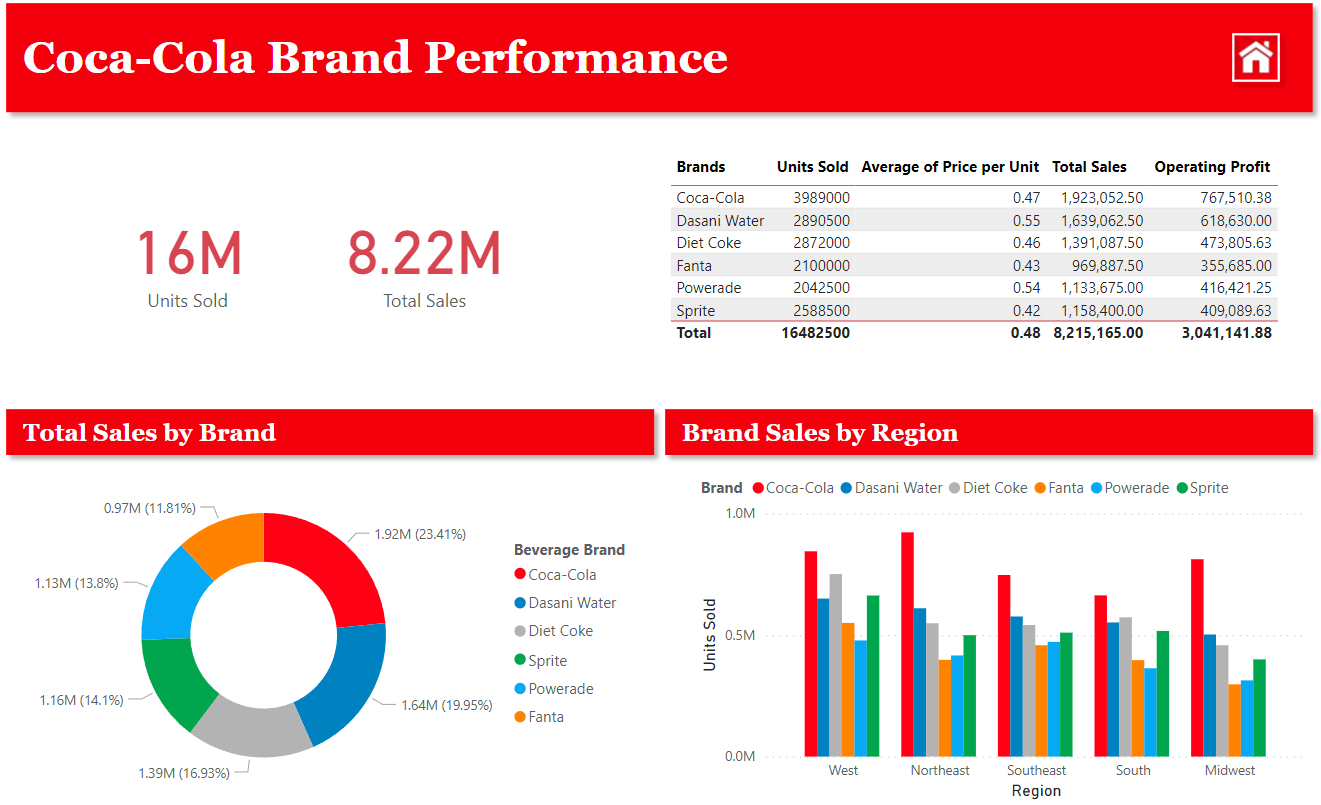 Coca-Cola Brand Performance
16M
Units Sold
8.22M
Total Sales
Brands Units Sold Average of Price per Unit Total Sales Operating Profit
Coca-Cola 3989000 0.47 1,923,052.50 767,510.38
Dasani Water 2890500 0.55 1,639,062.50 618,630.00
Diet Coke 2872000 0.46 1,391,087.50 473,805.63
Fanta 2100000 0.43 969,887.50 355,685.00
Powerade 2042500 0.54 1,133,675.00 416,421.25
Sprite 2588500 0.42 1,158,400.00 409,089.63
Total 16482500 0.48 8,215,165.00 3,041,141.88
Total Sales by Brand
0.97M (11.81%)
1.92M (23.41%)
1.13M (13.8%)
1.16M (14.1%)
1.64M (19.95%)
1.39M (16.93%)
Beverage Brand
Coca-Cola
Dasani Water
Diet Coke
Sprite
Powerade
Fanta
Brand Sales by Region
Brand Coca-Cola Dasani Water Diet Coke Fanta Powerade Sprite
1.0M
0.5M
0.0M
Units Sold
West Northeast Southeast South Midwest
Region